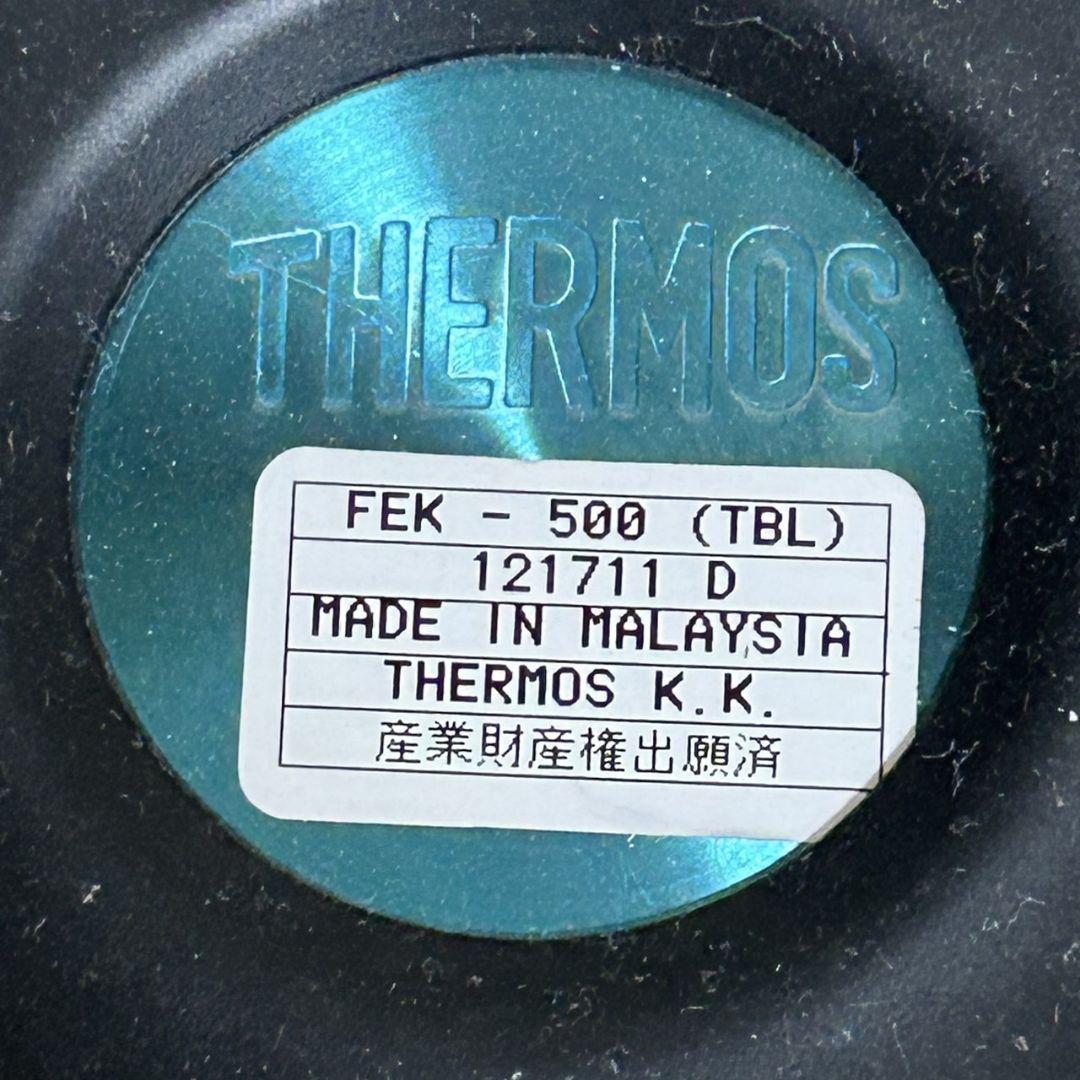 THERMOS
FEK - 500 (TBL)
121711 D
MADE IN MALAYSIA
THERMOS K.K.
産業財産権出願済